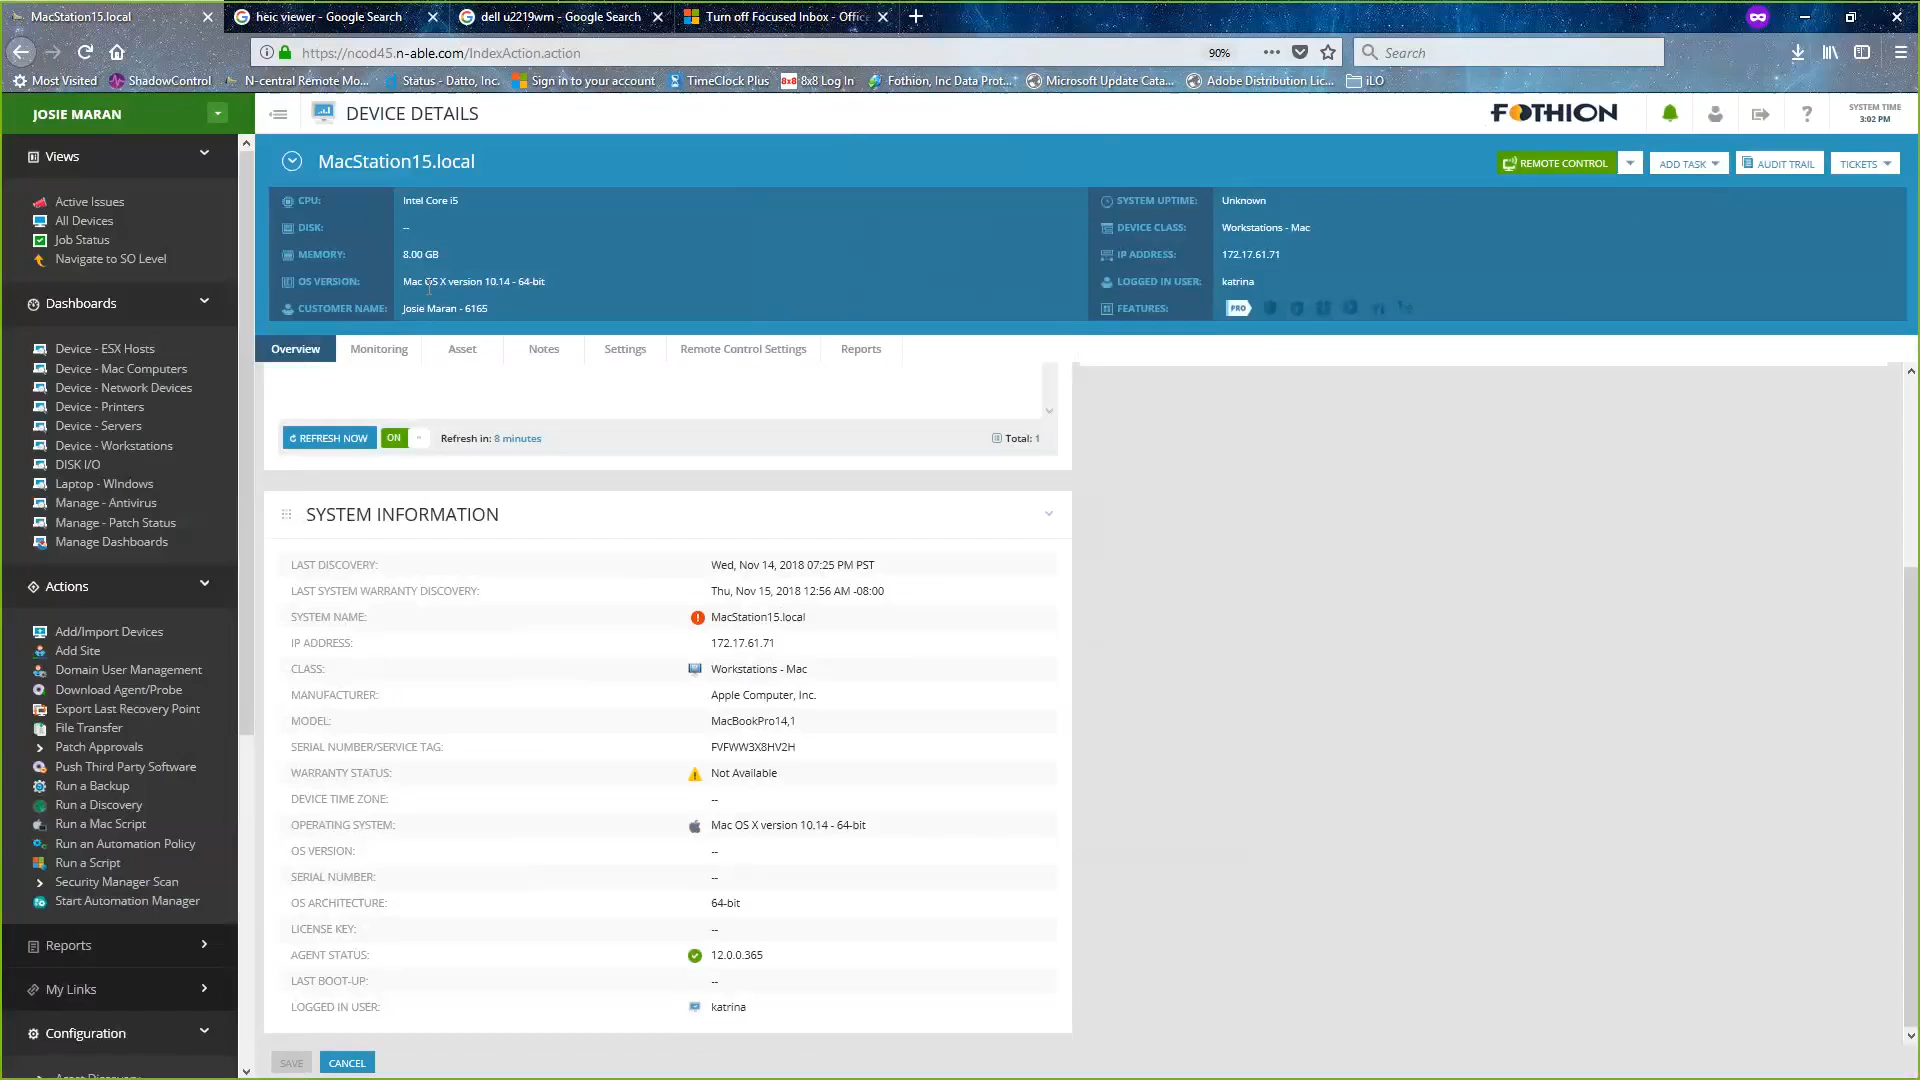 MacStation15.local
heic viewer - Google Search
dell u2219wm - Google Search
Turn off Focused Inbox - Offic
https://ncod45.n-able.com/IndexAction.action
90%
Search
Most Visited
ShadowControl
N-central Remote Mo...
Status - Datto, Inc.
Sign in to your account
TimeClock Plus
8x8 8x8 Log In
Fothion, Inc Data Prot...
Microsoft Update Cata...
Adobe Distribution Lic...
iLO
JOSIE MARAN
DEVICE DETAILS
FOTHION
?
SYSTEM TIME
3:02 PM
Views
Active Issues
All Devices
Job Status
Navigate to SO Level
Dashboards
Device - ESX Hosts
Device - Mac Computers
Device - Network Devices
Device - Printers
Device - Servers
Device - Workstations
DISK I/O
Laptop - WIndows
Manage - Antivirus
Manage - Patch Status
Manage Dashboards
Actions
Add/Import Devices
Add Site
Domain User Management
Download Agent/Probe
Export Last Recovery Point
File Transfer
Patch Approvals
Push Third Party Software
Run a Backup
Run a Discovery
Run a Mac Script
Run an Automation Policy
Run a Script
Security Manager Scan
Start Automation Manager
Reports
My Links
Configuration
MacStation15.local
REMOTE CONTROL
ADD TASK
AUDIT TRAIL
TICKETS
CPU: Intel Core i5
DISK: --
MEMORY: 8.00 GB
OS VERSION: Mac OS X version 10.14 - 64-bit
CUSTOMER NAME: Josie Maran - 6165
SYSTEM UPTIME: Unknown
DEVICE CLASS: Workstations - Mac
IP ADDRESS: 172.17.61.71
LOGGED IN USER: katrina
FEATURES: PRO
Overview
Monitoring
Asset
Notes
Settings
Remote Control Settings
Reports
REFRESH NOW
ON
Refresh in: 8 minutes
Total: 1
SYSTEM INFORMATION
LAST DISCOVERY: Wed, Nov 14, 2018 07:25 PM PST
LAST SYSTEM WARRANTY DISCOVERY: Thu, Nov 15, 2018 12:56 AM -08:00
SYSTEM NAME: MacStation15.local
IP ADDRESS: 172.17.61.71
CLASS: Workstations - Mac
MANUFACTURER: Apple Computer, Inc.
MODEL: MacBookPro14,1
SERIAL NUMBER/SERVICE TAG: FVFWW3X8HV2H
WARRANTY STATUS: Not Available
DEVICE TIME ZONE: --
OPERATING SYSTEM: Mac OS X version 10.14 - 64-bit
OS VERSION: --
SERIAL NUMBER: --
OS ARCHITECTURE: 64-bit
LICENSE KEY: --
AGENT STATUS: 12.0.0.365
LAST BOOT-UP: --
LOGGED IN USER: katrina
SAVE
CANCEL